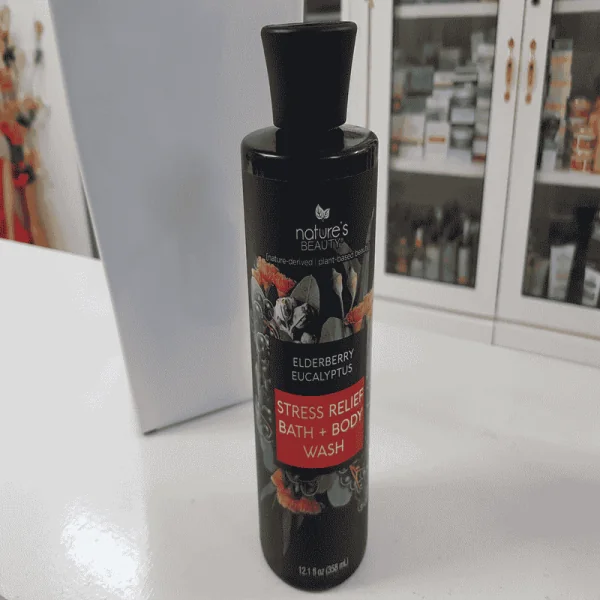 nature's
BEAUTY
nature-derived | plant-based beauty
ELDERBERRY
EUCALYPTUS
STRESS RELIEF
BATH + BODY
WASH
12.1 fl oz (358 mL)